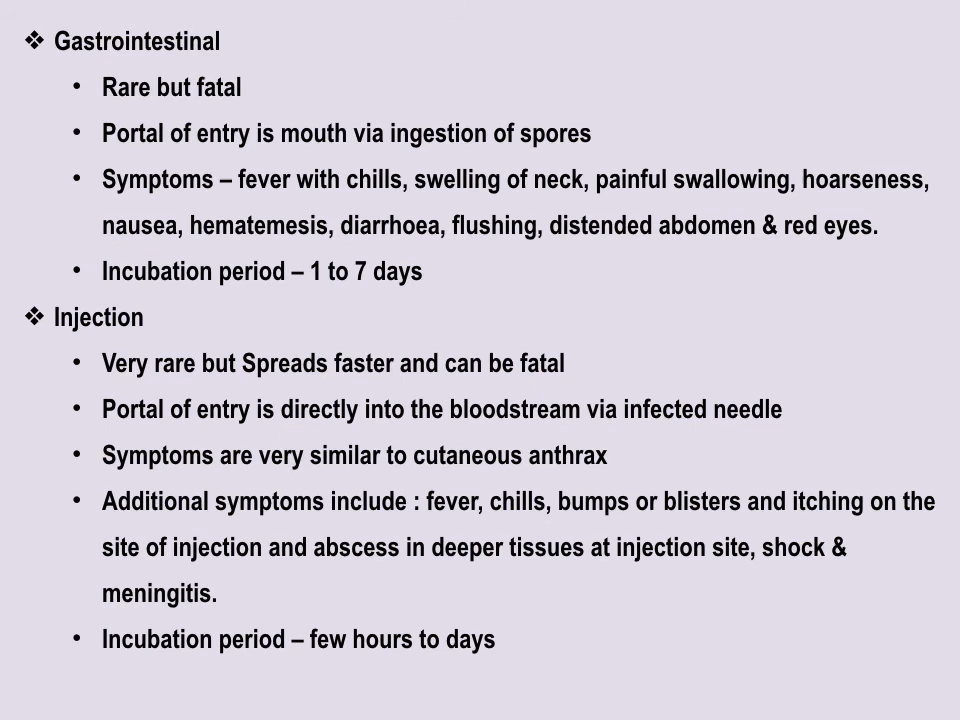 ❖ Gastrointestinal
• Rare but fatal
• Portal of entry is mouth via ingestion of spores
• Symptoms – fever with chills, swelling of neck, painful swallowing, hoarseness,
nausea, hematemesis, diarrhoea, flushing, distended abdomen & red eyes.
• Incubation period – 1 to 7 days
❖ Injection
• Very rare but Spreads faster and can be fatal
• Portal of entry is directly into the bloodstream via infected needle
• Symptoms are very similar to cutaneous anthrax
• Additional symptoms include : fever, chills, bumps or blisters and itching on the
site of injection and abscess in deeper tissues at injection site, shock &
meningitis.
• Incubation period – few hours to days